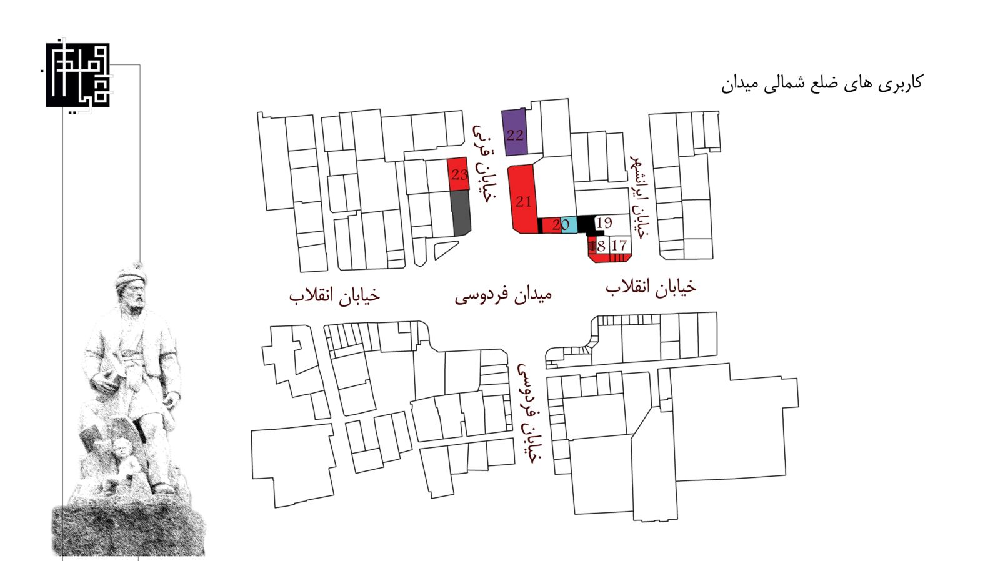 کاربری های ضلع شمالی میدان
22
خیابان قرنی
23
خیابان ایرانشهر
21
20
19
18
17
خیابان انقلاب
میدان فردوسی
خیابان انقلاب
خیابان فردوسی